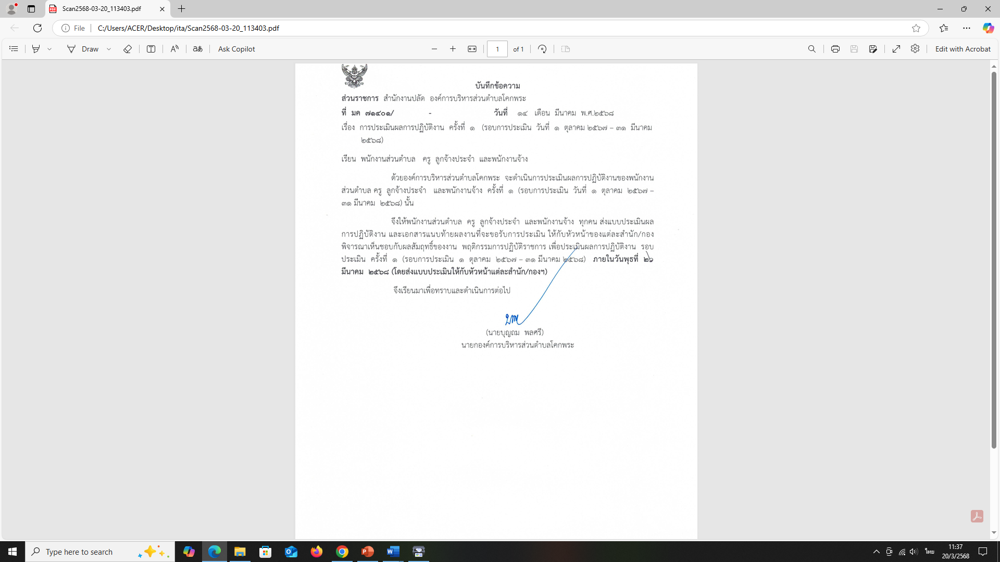 Scan2568-03-20_113403.pdf
File
C:/Users/ACER/Desktop/ita/Scan2568-03-20_113403.pdf
Draw
aあ
Ask Copilot
1 of 1
Edit with Acrobat
บันทึกข้อความ
ส่วนราชการ สำนักงานปลัด องค์การบริหารส่วนตำบลโคกพระ
ที่ มค ๗๑๔๐๑/ - วันที่ ๑๔ เดือน มีนาคม พ.ศ.๒๕๖๘
เรื่อง การประเมินผลการปฏิบัติงาน ครั้งที่ ๑ (รอบการประเมิน วันที่ ๑ ตุลาคม ๒๕๖๗ – ๓๑ มีนาคม
๒๕๖๘)
เรียน พนักงานส่วนตำบล ครู ลูกจ้างประจำ และพนักงานจ้าง
ด้วยองค์การบริหารส่วนตำบลโคกพระ จะดำเนินการประเมินผลการปฏิบัติงานของพนักงาน
ส่วนตำบล ครู ลูกจ้างประจำ และพนักงานจ้าง ครั้งที่ ๑ (รอบการประเมิน วันที่ ๑ ตุลาคม ๒๕๖๗ –
๓๑ มีนาคม ๒๕๖๘) นั้น
จึงให้พนักงานส่วนตำบล ครู ลูกจ้างประจำ และพนักงานจ้าง ทุกคน ส่งแบบประเมินผล
การปฏิบัติงาน และเอกสารแนบท้ายผลงานที่จะขอรับการประเมิน ให้กับหัวหน้าของแต่ละสำนัก/กอง
พิจารณาเห็นชอบกับผลสัมฤทธิ์ของงาน พฤติกรรมการปฏิบัติราชการ เพื่อประเมินผลการปฏิบัติงาน รอบ
ประเมิน ครั้งที่ ๑ (รอบการประเมิน ๑ ตุลาคม ๒๕๖๗ – ๓๑ มีนาคม ๒๕๖๘) ภายในวันพุธที่ ๒๖
มีนาคม ๒๕๖๘ (โดยส่งแบบประเมินให้กับหัวหน้าแต่ละสำนัก/กองฯ)
จึงเรียนมาเพื่อทราบและดำเนินการต่อไป
(นายบุญถม พลศรี)
นายกองค์การบริหารส่วนตำบลโคกพระ
Type here to search
ไทย
11:37
20/3/2568